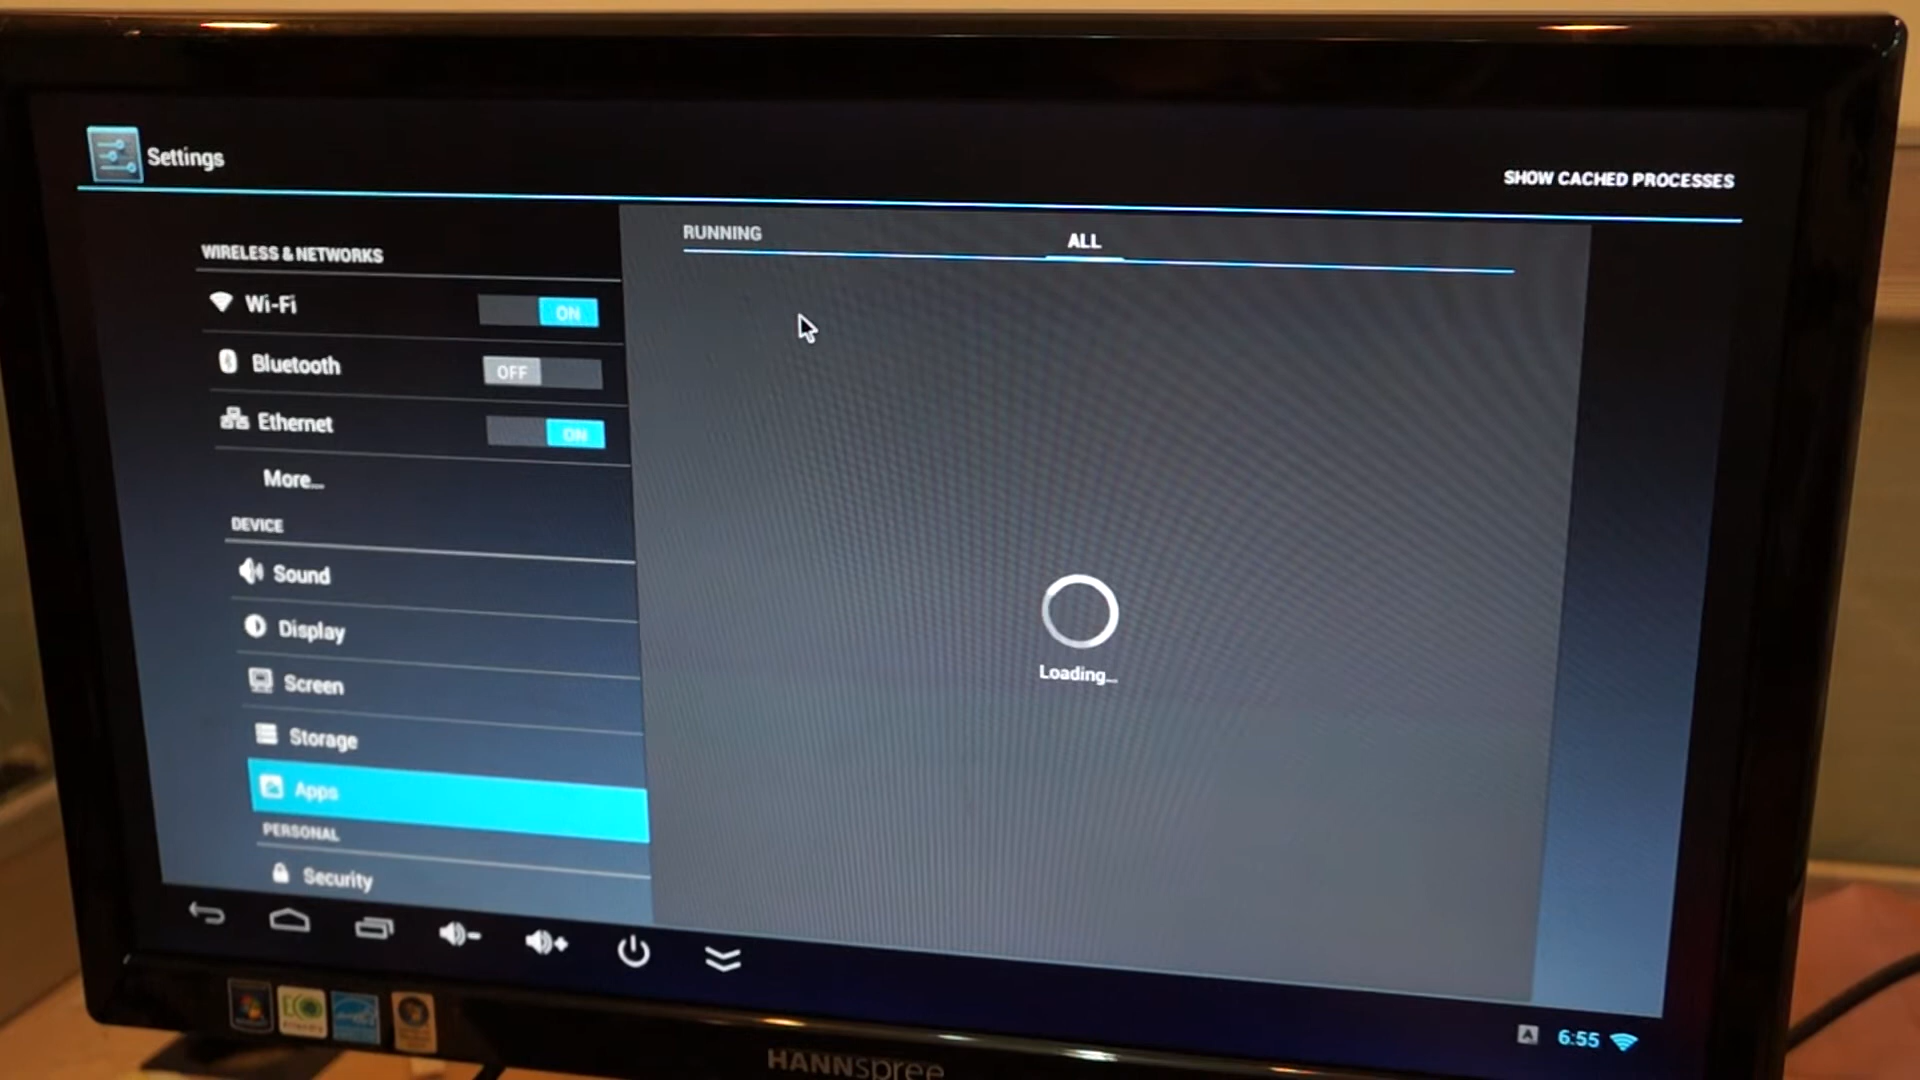 Settings
SHOW CACHED PROCESSES
WIRELESS & NETWORKS
Wi-Fi
ON
Bluetooth
OFF
Ethernet
ON
More...
DEVICE
Sound
Display
Screen
Storage
Apps
PERSONAL
Security
RUNNING
ALL
Loading...
6:55
ECO
HANNspree